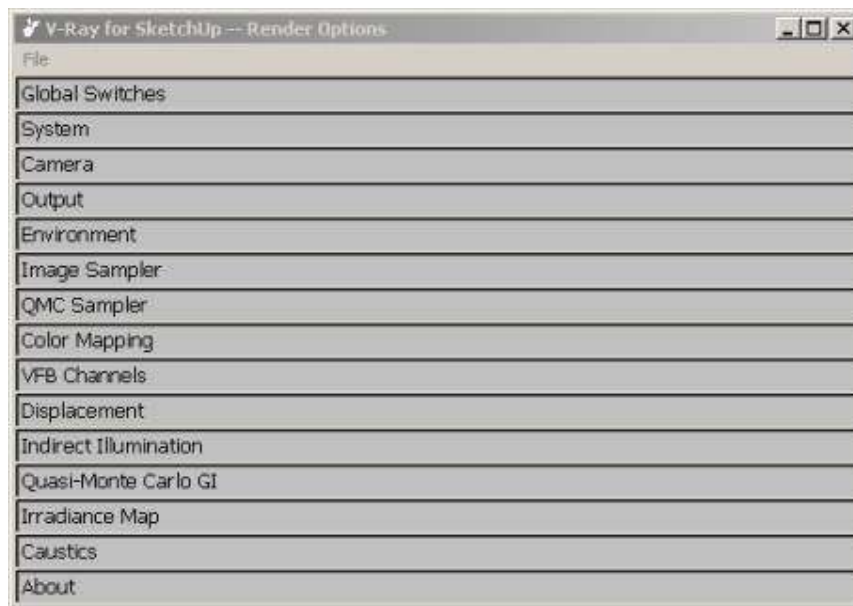 V-Ray for SketchUp -- Render Options
File
Global Switches
System
Camera
Output
Environment
Image Sampler
QMC Sampler
Color Mapping
VFB Channels
Displacement
Indirect Illumination
Quasi-Monte Carlo GI
Irradiance Map
Caustics
About